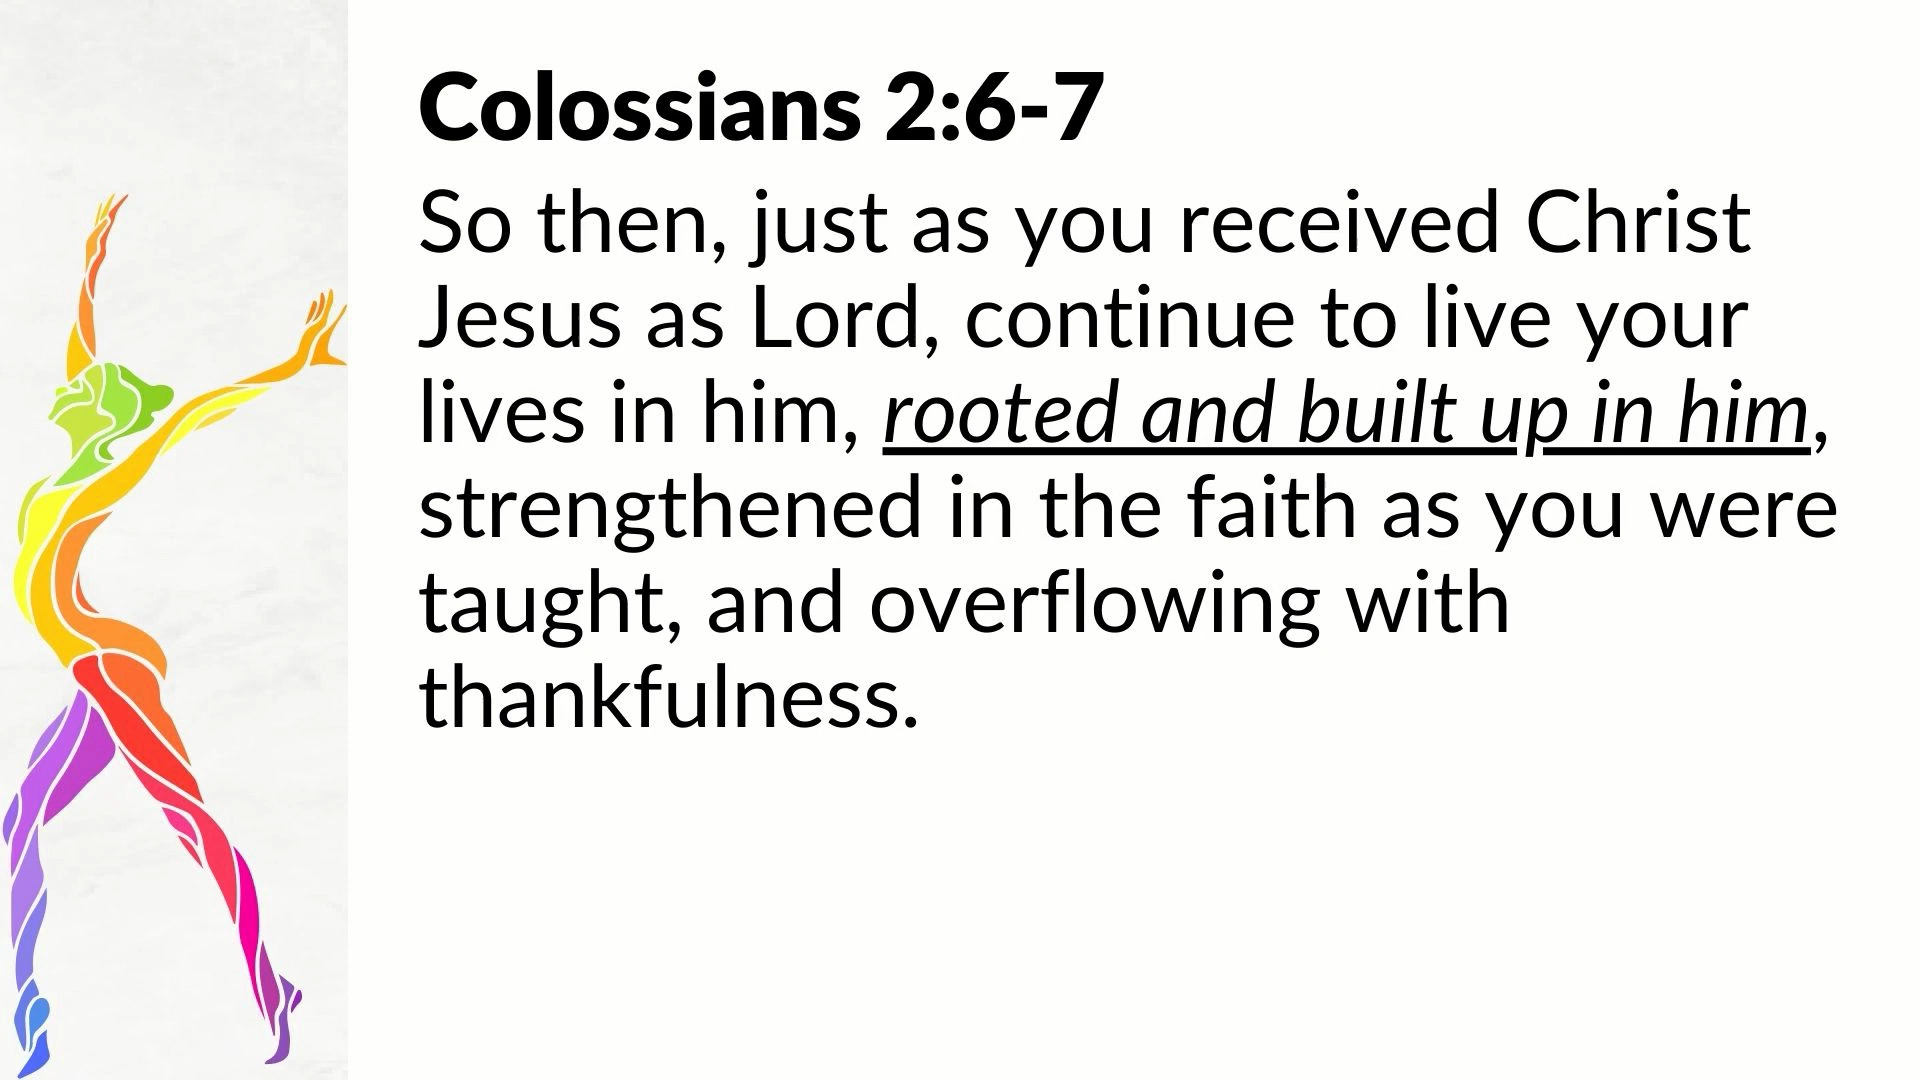 Colossians 2:6-7
So then, just as you received Christ
Jesus as Lord, continue to live your
lives in him, rooted and built up in him,
strengthened in the faith as you were
taught, and overflowing with
thankfulness.